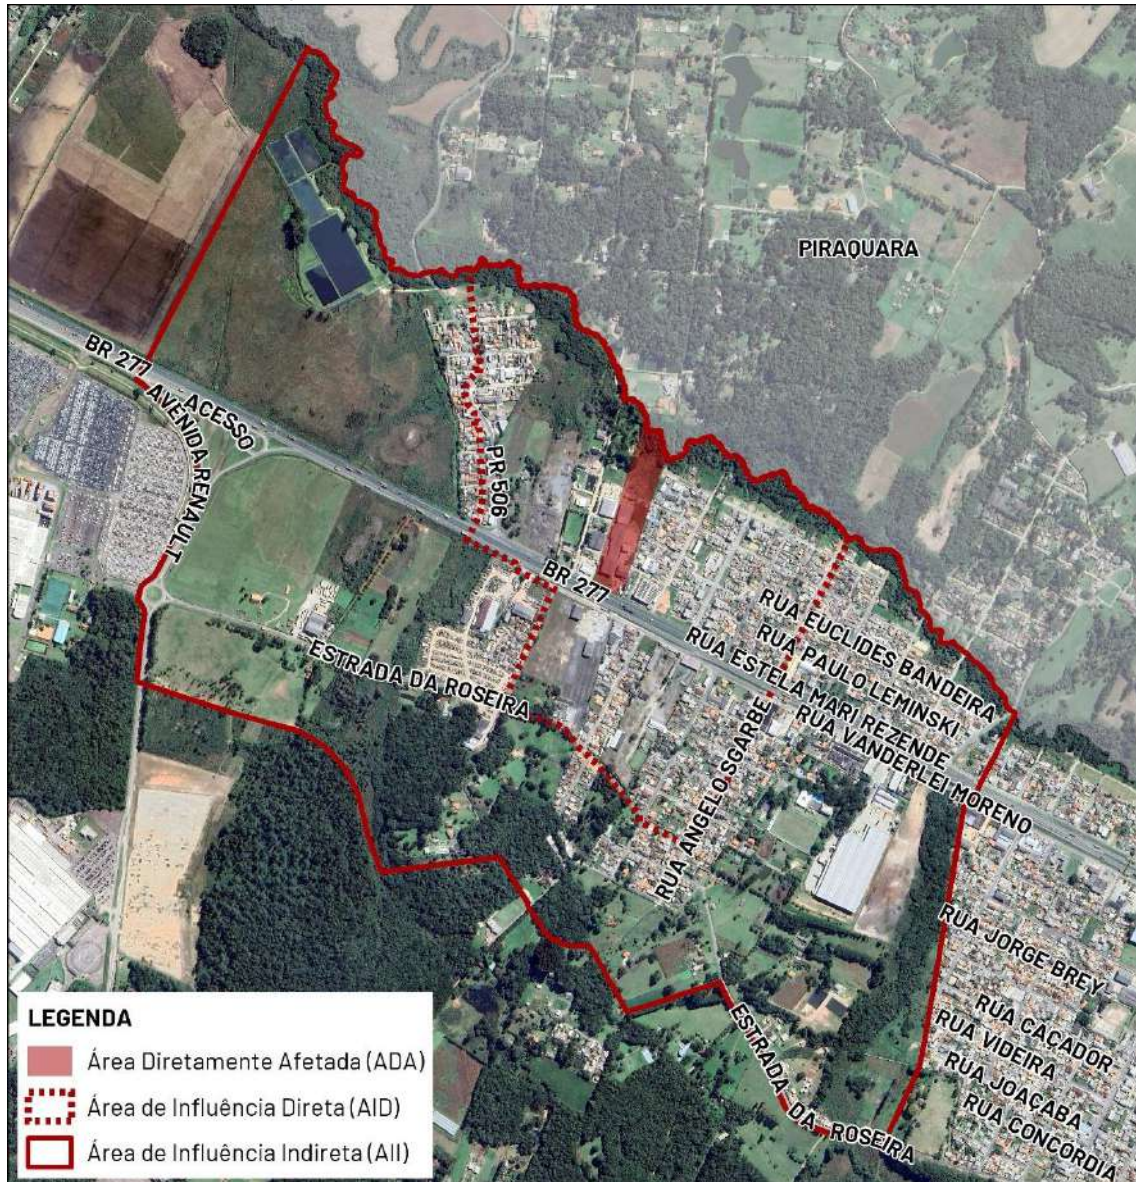 PIRAQUARA
BR 277
ACESSO
AVENIDA RENAULT
PR 506
BR 277
RUA EUCLIDES BANDEIRA
RUA PAULO LEMINSKI
RUA ESTELA MARI REZENDE
RUA VANDERLEI MORENO
ESTRADA DA ROSEIRA
RUA ANGELO SGARBE
RUA JORGE BREY
RUA CAÇADOR
RUA VIDEIRA
RUA JOAÇABA
RUA CONCORDIA
ESTRADA DA ROSEIRA
LEGENDA
Área Diretamente Afetada (ADA)
Área de Influência Direta (AID)
Área de Influência Indireta (AII)